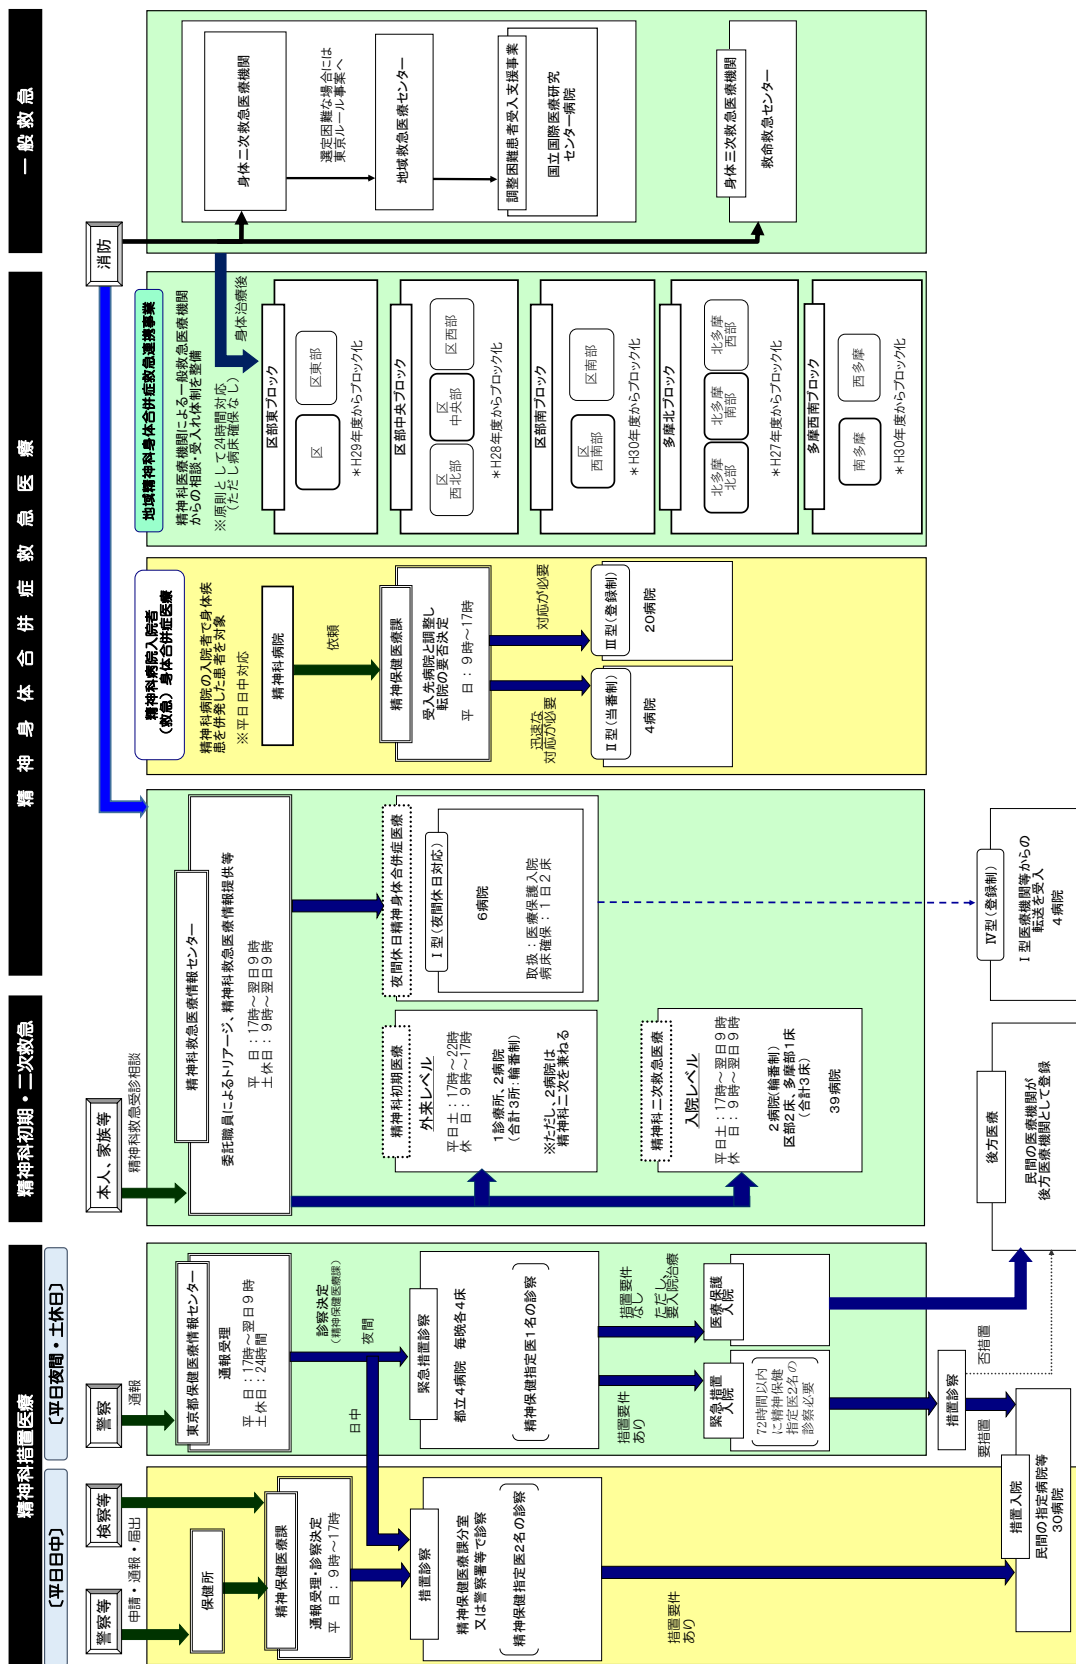 精神科措置医療
精神科初期・二次救急
精神身体合併症救急医療
一般救急
〔平日日中〕
〔平日夜間・土休日〕
警察等
申請・通報・届出
検察等
保健所
精神保健医療課
通報受理・診察決定
平　日：９時～17時
措置診察
精神保健医療課分室
又は警察署等で診察
精神保健指定医2名の診察
措置要件
あり
警察
通報
東京都保健医療情報センター
通報受理
平　日：17時～翌日９時
土休日：24時間
診察決定
（精神保健医療課）
日中
夜間
緊急措置診察
都立４病院　毎晩各４床
精神保健指定医1名の診察
措置要件
あり
措置要件
なし
ただし、
要入院治療
緊急措置
入院
72時間以内
に精神保健
指定医2名の
診察必要
医療保護
入院
措置診察
要措置
否措置
措置入院
民間の指定病院等
30病院
後方医療
民間の医療機関が
後方医療機関として登録
本人、家族等
精神科救急受診相談
精神科救急医療情報センター
委託職員によるトリアージ、精神科救急医療情報提供等
平　日：17時～翌日９時
土休日：９時～翌日９時
精神科初期医療
外来レベル
平日土：17時～22時
休　日：９時～17時
1診療所、2病院
（合計3所：輪番制）
※ただし、2病院は
精神科二次を兼ねる
精神科二次救急医療
入院レベル
平日土：17時～翌日９時
休　日：９時～翌日９時
2病院（輪番制）
区部2床、多摩部１床
（合計3床）
39病院
夜間休日精神身体合併症医療
Ⅰ型（夜間休日対応）
6病院
取扱：医療保護入院
病床確保：１日２床
Ⅳ型（登録制）
Ⅰ型医療機関等からの
転送を受入
４病院
精神科病院入院者
（救急）身体合併症医療
精神科病院の入院者で身体疾
患を併発した患者を対象
※平日日中対応
精神科病院
依頼
精神保健医療課
受入先病院と調整し
転院の要否決定
平　日：９時～17時
迅速な
対応が必要
対応が必要
Ⅱ型（当番制）
4病院
Ⅲ型（登録制）
20病院
消防
地域精神科身体合併症救急連携事業
精神科医療機関による一般救急医療機関
からの相談・受入れ体制を整備
※原則として24時間対応
（ただし病床確保なし）
身体治療後
区部東ブロック
区
区東部
＊H29年度からブロック化
区部中央ブロック
区
西北部
区
中央部
区西部
＊H28年度からブロック化
区部南ブロック
区
西南部
区南部
＊H30年度からブロック化
多摩北ブロック
北多摩
北部
北多摩
南部
北多摩
西部
＊H27年度からブロック化
多摩西南ブロック
南多摩
西多摩
＊H30年度からブロック化
身体二次救急医療機関
選定困難な場合には
東京ルール事案へ
地域救急医療センター
調整困難患者受入支援事業
国立国際医療研究
センター病院
身体三次救急医療機関
救命救急センター